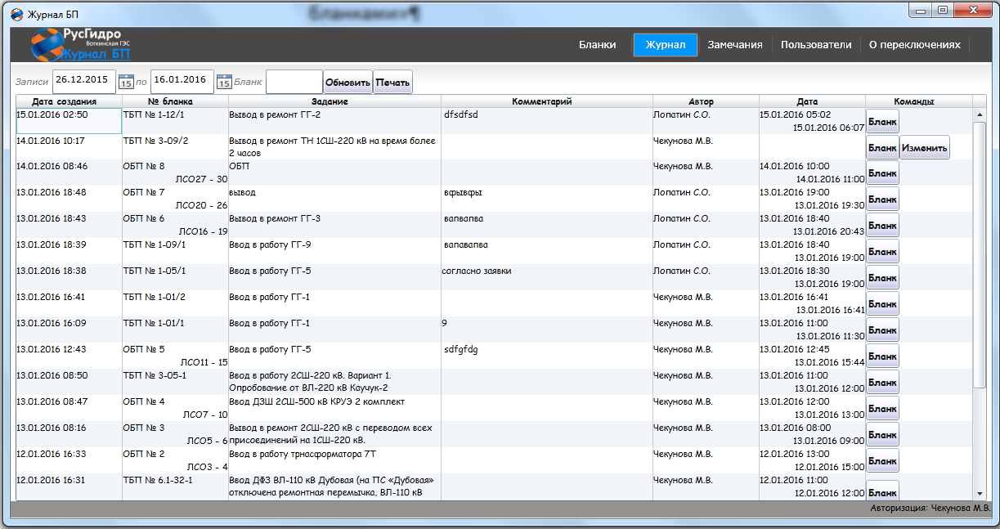 Бланками»¶
Журнал БП
РусГидро
Воткинская ГЭС
Журнал БП
Бланки Журнал Замечания Пользователи О переключениях
Записи 26.12.2015 15 по 16.01.2016 15 Бланк Обновить Печать
Дата создания № бланка Задание Комментарий Автор Дата Команды
15.01.2016 02:50 ТБП № 1-12/1 Вывод в ремонт ГГ-2 dfsdfsd Лопатин С.О. 15.01.2016 05:02 Бланк
15.01.2016 06:07
14.01.2016 10:17 ТБП № 3-09/2 Вывод в ремонт ТН 1СШ-220 кВ на время более Чекунова М.В. Бланк Изменить
2 часов
14.01.2016 08:46 ОБП № 8 ОБП Чекунова М.В. 14.01.2016 10:00 Бланк
ЛСО27 - 30 14.01.2016 11:00
13.01.2016 18:48 ОБП № 7 вывод вфывфы Лопатин С.О. 13.01.2016 19:00 Бланк
ЛСО20 - 26 13.01.2016 19:30
13.01.2016 18:43 ОБП № 6 Вывод в ремонт ГГ-3 вапвапва Лопатин С.О. 13.01.2016 18:40 Бланк
ЛСО16 - 19 13.01.2016 20:43
13.01.2016 18:39 ТБП № 1-09/1 Ввод в работу ГГ-9 вапавапва Лопатин С.О. 13.01.2016 18:40 Бланк
13.01.2016 19:00
13.01.2016 18:38 ТБП № 1-05/1 Ввод в работу ГГ-5 согласно заявки Лопатин С.О. 13.01.2016 18:30 Бланк
13.01.2016 19:00
13.01.2016 16:41 ТБП № 1-01/2 Ввод в работу ГГ-1 Чекунова М.В. 13.01.2016 16:41 Бланк
13.01.2016 16:41
13.01.2016 16:09 ТБП № 1-01/1 Ввод в работу ГГ-1 9 Чекунова М.В. 13.01.2016 11:00 Бланк
13.01.2016 11:30
13.01.2016 12:43 ОБП № 5 Ввод в работу ГГ-5 sdfgfdg Чекунова М.В. 13.01.2016 12:45 Бланк
ЛСО11 - 15 13.01.2016 15:44
13.01.2016 08:50 ТБП № 3-05-1 Ввод в работу 2СШ-220 кВ. Вариант 1. Чекунова М.В. 13.01.2016 11:00 Бланк
Опробование от ВЛ-220 кВ Каучук-2 13.01.2016 12:00
13.01.2016 08:47 ОБП № 4 Ввод ДЗШ 2СШ-500 кВ КРУЭ 2 комплект Чекунова М.В. 13.01.2016 12:00 Бланк
ЛСО7 - 10 13.01.2016 13:00
13.01.2016 08:16 ОБП № 3 Вывод в ремонт 2СШ-220 кВ с переводом всех Чекунова М.В. 13.01.2016 08:00 Бланк
ЛСО5 - 6 присоединений на 1СШ-220 кВ. 13.01.2016 09:00
12.01.2016 16:33 ОБП № 2 Ввод в работу трнасформатора 7Т Чекунова М.В. 12.01.2016 13:00 Бланк
ЛСО3 - 4 12.01.2016 15:00
12.01.2016 16:31 ТБП № 6.1-32-1 Ввод ДФЗ ВЛ-110 кВ Дубовая (на ПС «Дубовая» Чекунова М.В. 12.01.2016 11:00 Бланк
отключена ремонтная перемычка, ВЛ-110 кВ 12.01.2016 12:00
Авторизация: Чекунова М.В.